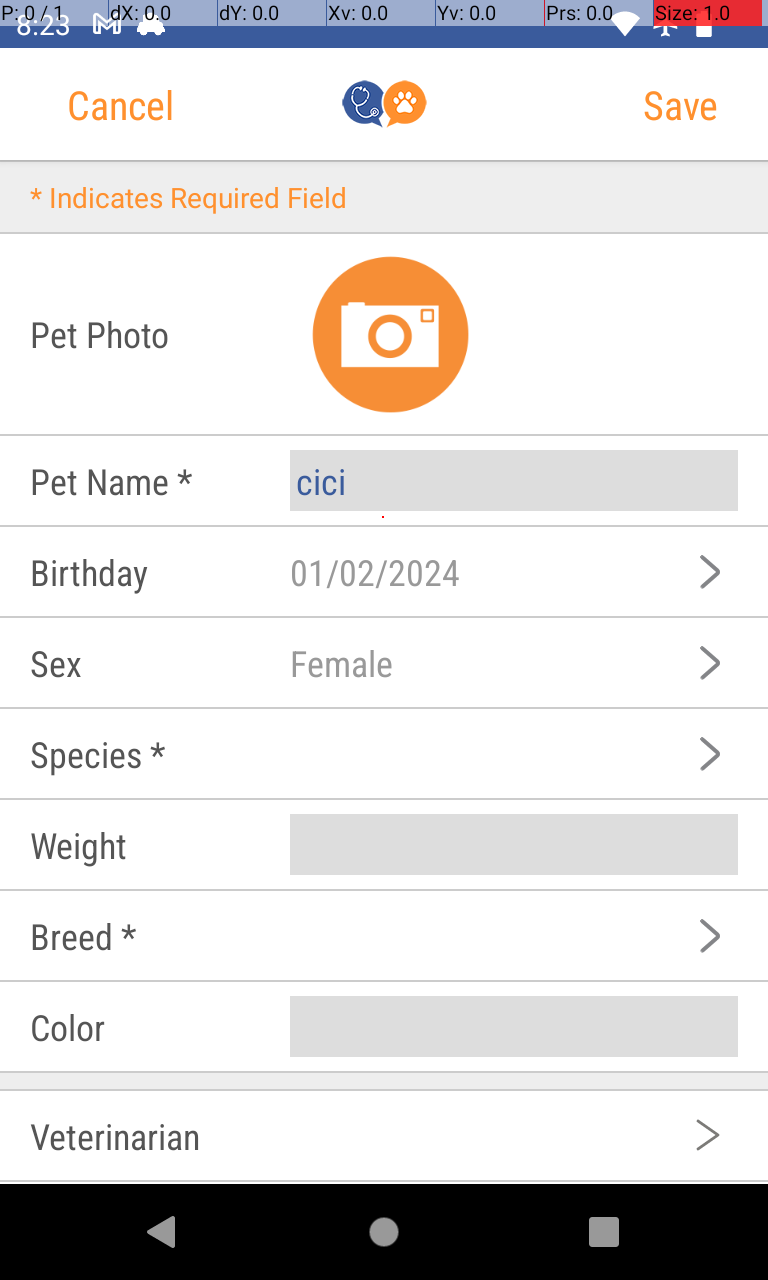 P: 0 / 1 dX: 0.0 dY: 0.0 Xv: 0.0 Yv: 0.0 Prs: 0.0 Size: 1.0
8:23
Cancel Save
* Indicates Required Field
Pet Photo
Pet Name * cici
Birthday 01/02/2024
Sex Female
Species *
Weight
Breed *
Color
Veterinarian